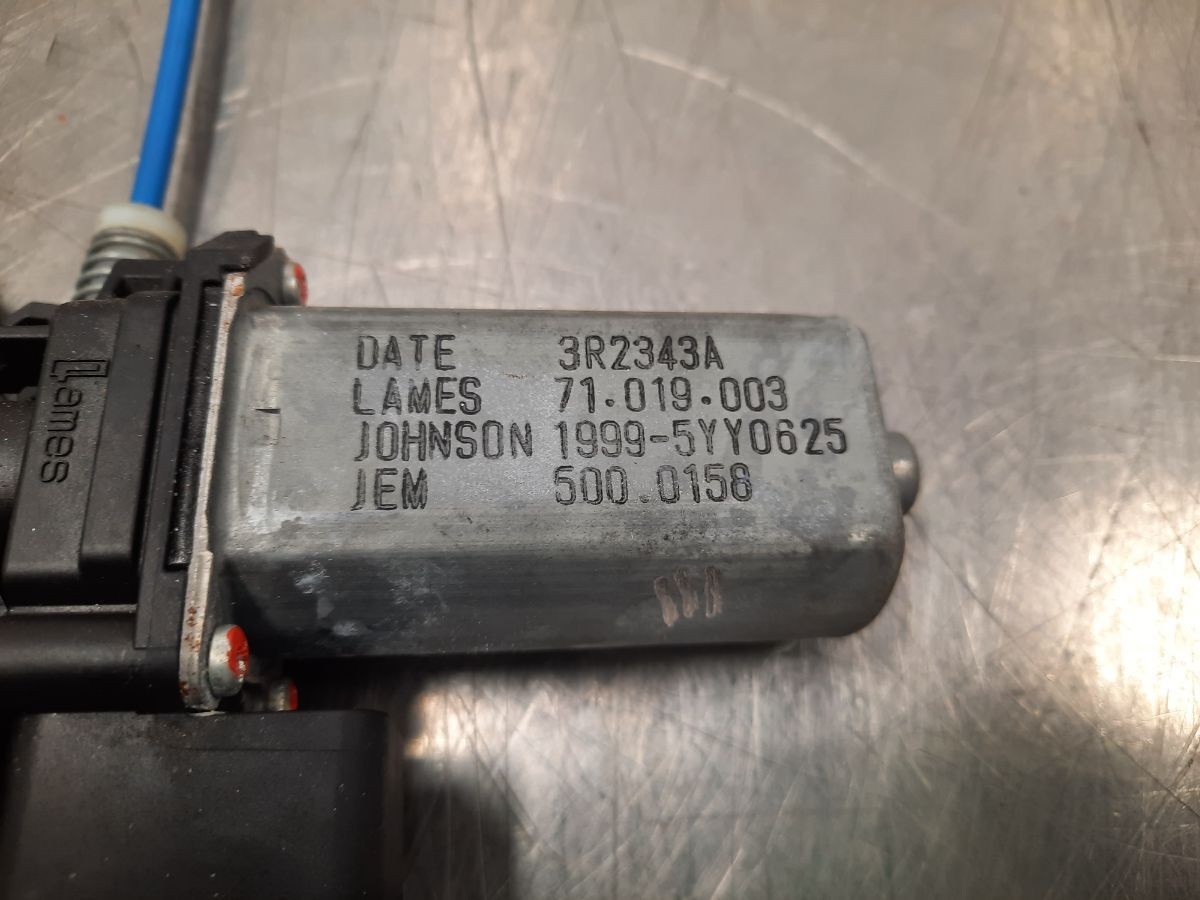 DATE 3R2343A
LAMES 71.019.003
JOHNSON 1999-5YY0625
JEM 500.0158
Lames